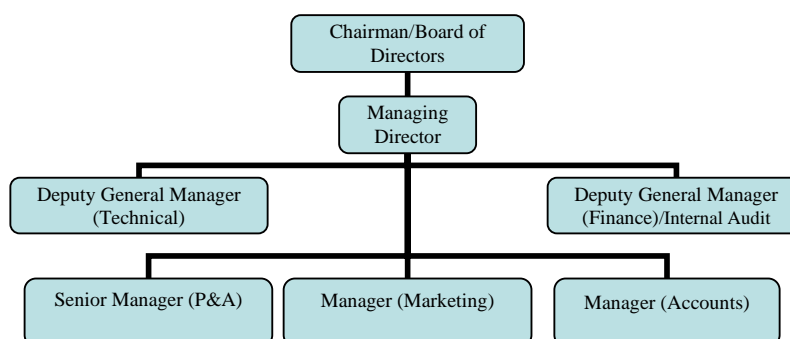 Chairman/Board of
Directors
Managing
Director
Deputy General Manager
(Technical)
Deputy General Manager
(Finance)/Internal Audit
Senior Manager (P&A)
Manager (Marketing)
Manager (Accounts)